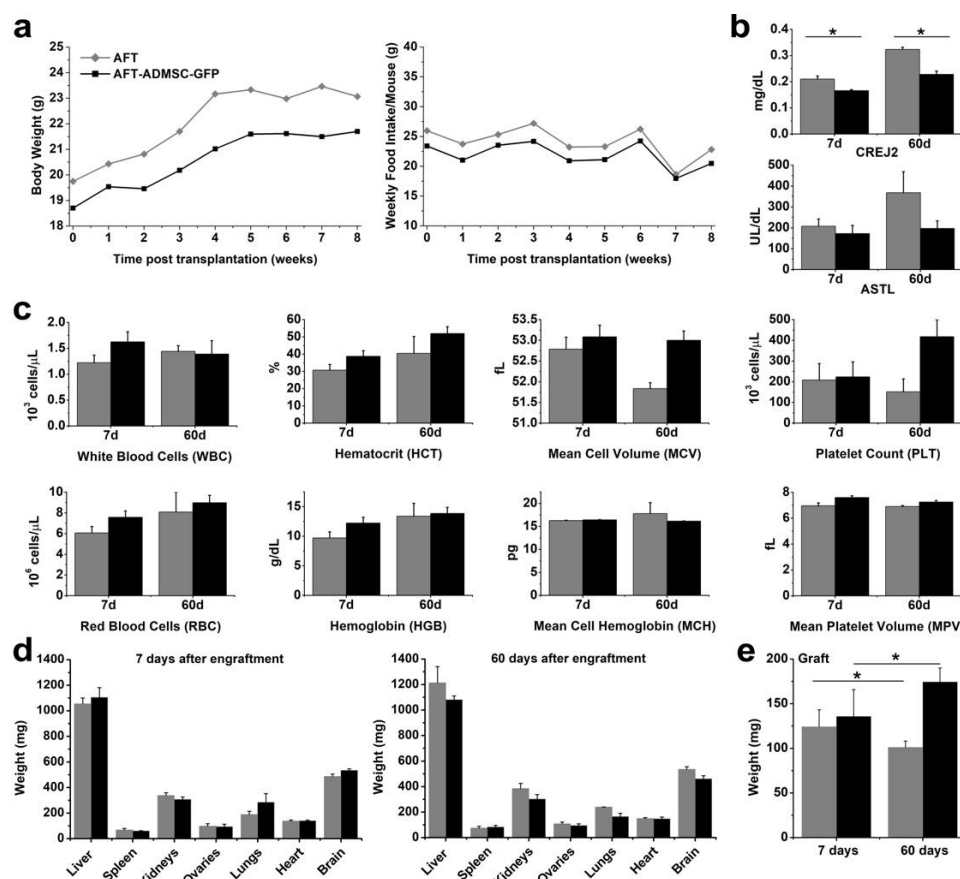 a
Body Weight (g)
25
24
23
22
21
20
19
18
AFT
AFT-ADMSC-GFP
0 1 2 3 4 5 6 7 8
Time post transplantation (weeks)
Weekly Food Intake/Mouse (g)
40
35
30
25
20
15
10
0 1 2 3 4 5 6 7 8
Time post transplantation (weeks)
b
mg/dL
0.4
0.3
0.2
0.1
0.0
* *
7d 60d
CREJ2
UL/dL
500
400
300
200
100
0
7d 60d
ASTL
c
10³ cells/µL
2.0
1.5
1.0
0.5
0.0
7d 60d
White Blood Cells (WBC)
%
60
50
40
30
20
10
0
7d 60d
Hematocrit (HCT)
fL
53.5
53.0
52.5
52.0
51.5
51.0
7d 60d
Mean Cell Volume (MCV)
10³ cells/µL
500
400
300
200
100
0
7d 60d
Platelet Count (PLT)
10⁶ cells/µL
10
8
6
4
2
0
7d 60d
Red Blood Cells (RBC)
g/dL
15
10
5
0
7d 60d
Hemoglobin (HGB)
pg
20
15
10
5
0
7d 60d
Mean Cell Hemoglobin (MCH)
fL
8
6
4
2
0
7d 60d
Mean Platelet Volume (MPV)
d
7 days after engraftment
Weight (mg)
1400
1200
1000
800
600
400
200
0
Liver
Spleen
Kidneys
Ovaries
Lungs
Heart
Brain
60 days after engraftment
Weight (mg)
1400
1200
1000
800
600
400
200
0
Liver
Spleen
Kidneys
Ovaries
Lungs
Heart
Brain
e
Graft
Weight (mg)
200
150
100
50
0
*
*
7 days 60 days